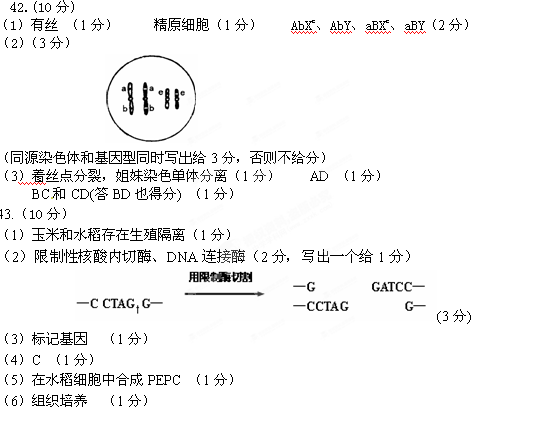 42.(10 分)
(1) 有丝 (1 分) 精原细胞 (1 分) AbXᶜ、AbY、aBXᶜ、aBY(2 分)
(2) (3 分)
a a c c
b b
(同源染色体和基因型同时写出给 3 分，否则不给分)
(3) 着丝点分裂，姐妹染色单体分离(1 分) AD (1 分)
BC 和 CD(答 BD 也得分) (1 分)
43.(10 分)
(1) 玉米和水稻存在生殖隔离(1 分)
(2) 限制性核酸内切酶、DNA 连接酶(2 分，写出一个给 1 分)
用限制酶切割
—G GATCC—
—C CTAG↑G— —CCTAG G— (3 分)
(3) 标记基因 (1 分)
(4) C (1 分)
(5) 在水稻细胞中合成 PEPC (1 分)
(6) 组织培养 (1 分)